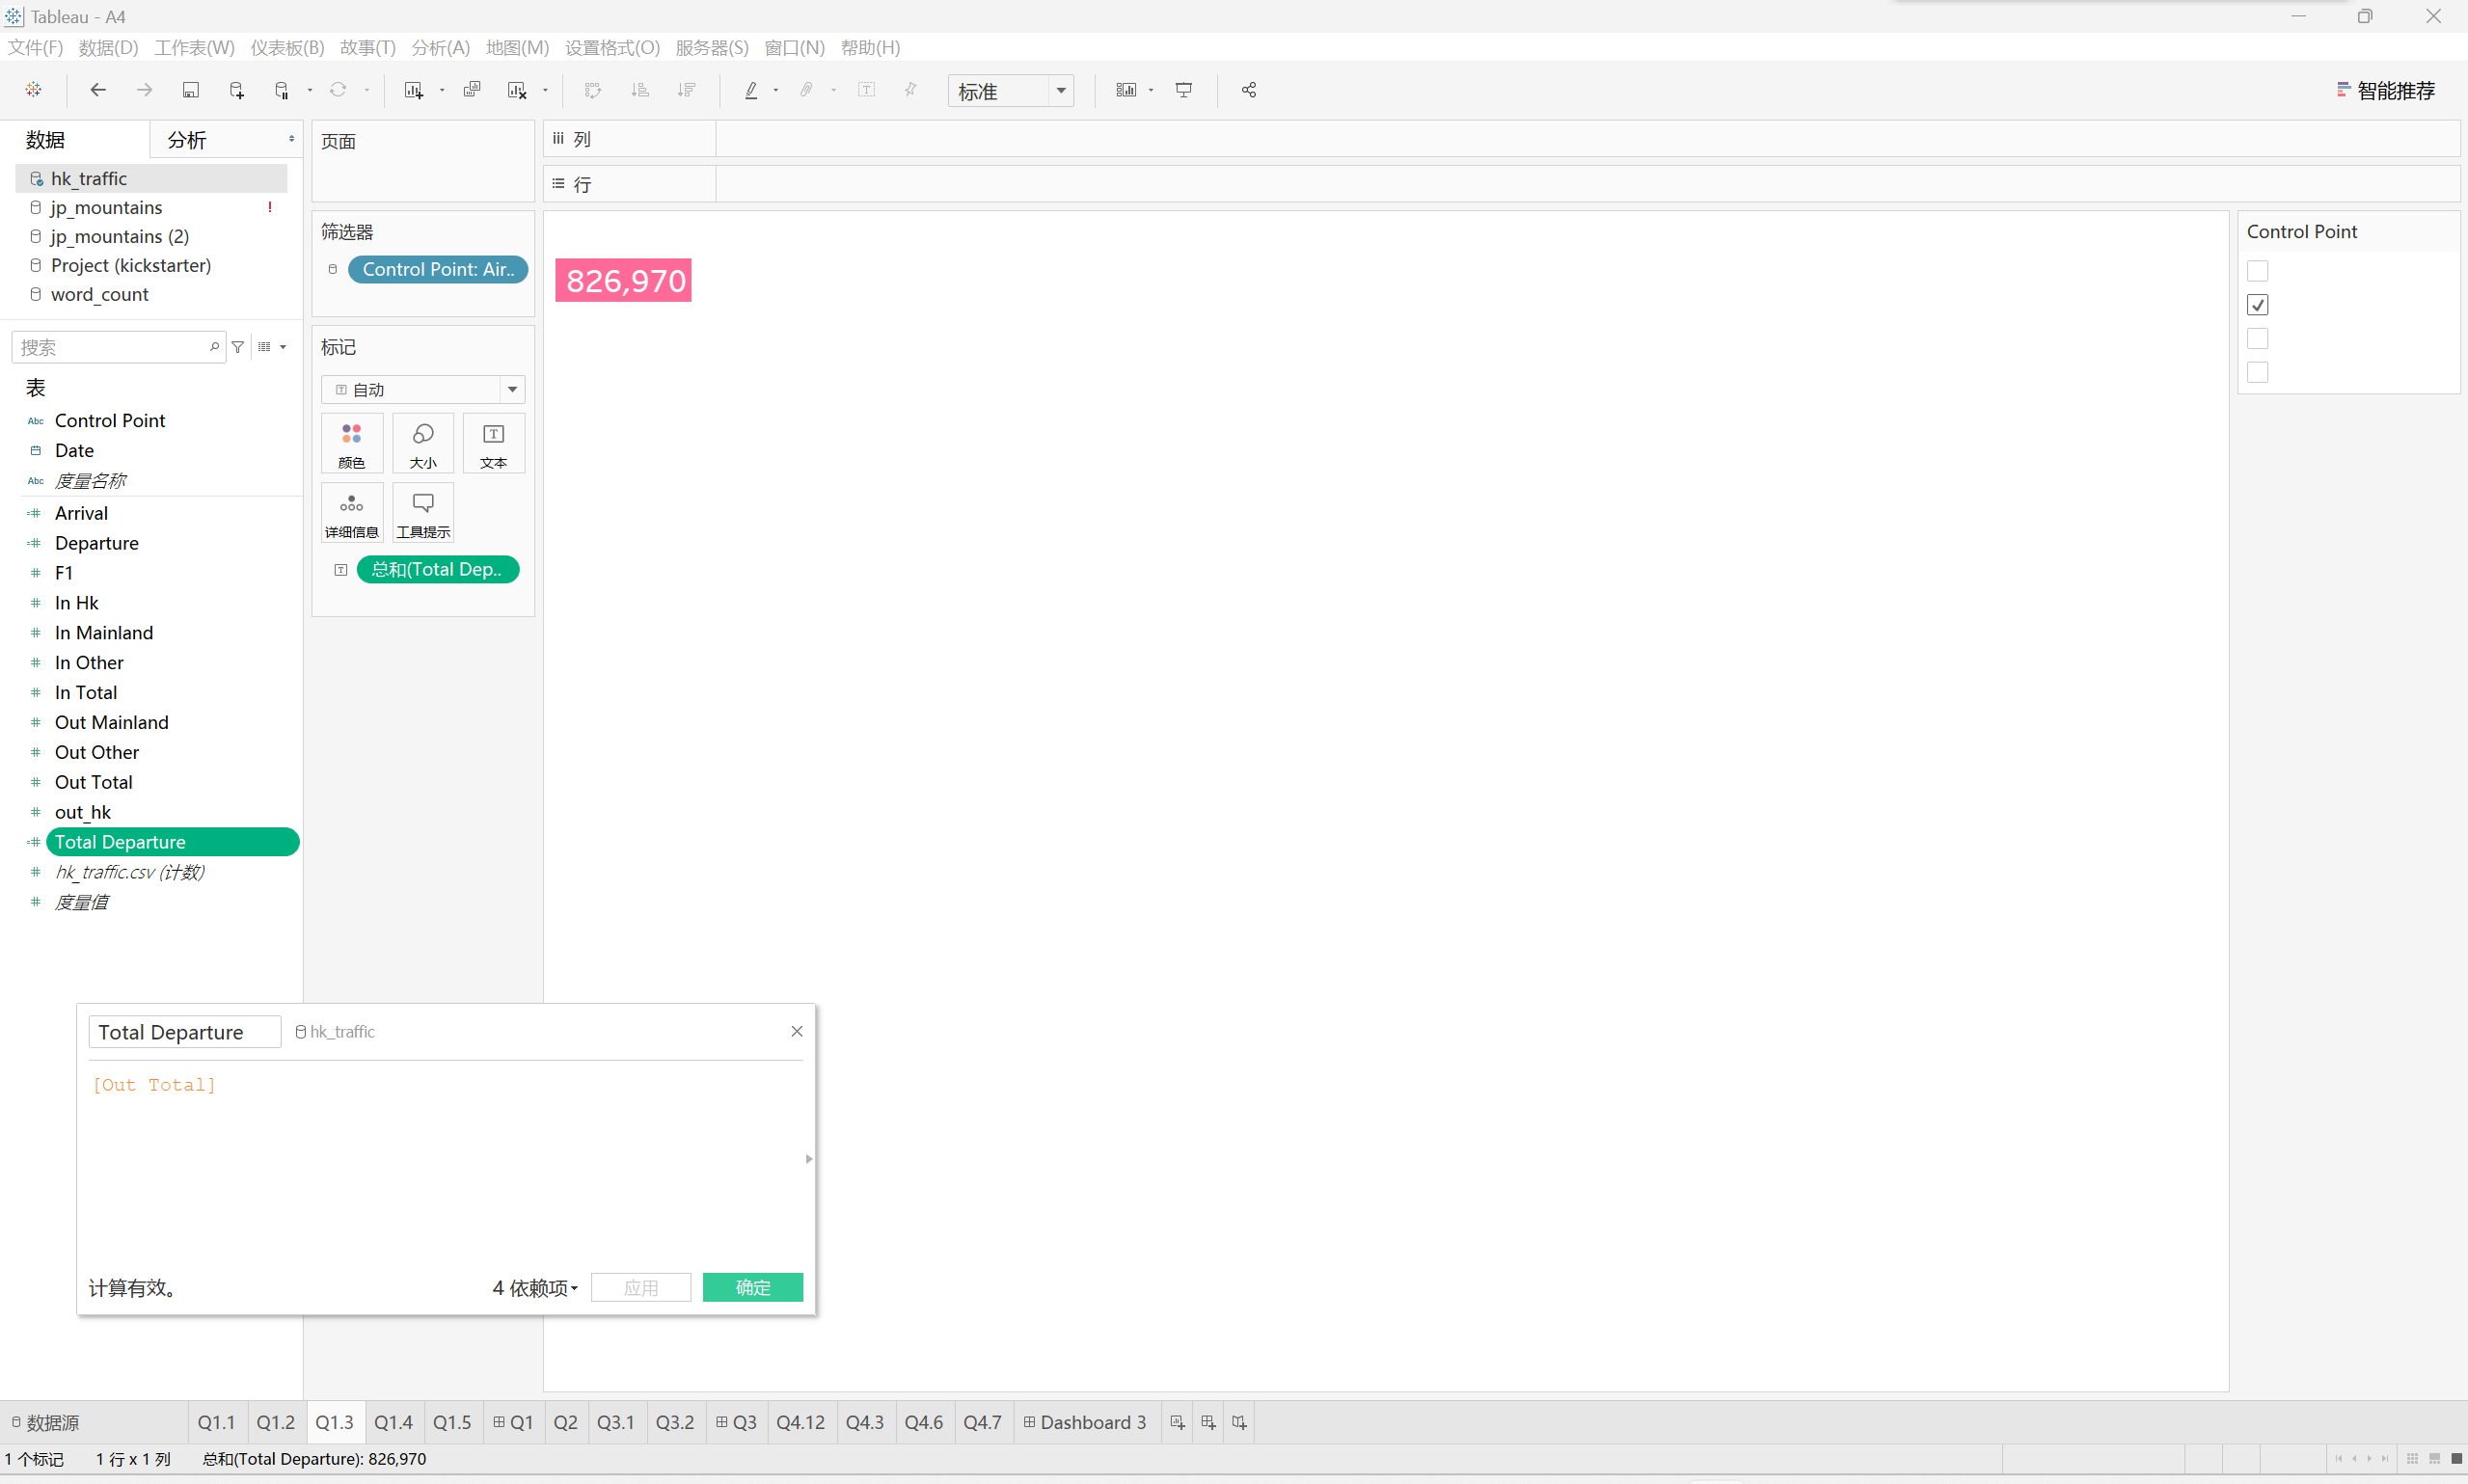 Tableau - A4
文件(F) 数据(D) 工作表(W) 仪表板(B) 故事(T) 分析(A) 地图(M) 设置格式(O) 服务器(S) 窗口(N) 帮助(H)
标准
智能推荐
数据 分析
hk_traffic
jp_mountains !
jp_mountains (2)
Project (kickstarter)
word_count
搜索
表
Abc Control Point
Date
Abc 度量名称
Arrival
Departure
F1
In Hk
In Mainland
In Other
In Total
Out Mainland
Out Other
Out Total
out_hk
Total Departure
hk_traffic.csv (计数)
度量值
页面
筛选器
Control Point: Air..
标记
自动
颜色 大小 文本
详细信息 工具提示
总和(Total Dep..
列
行
826,970
Control Point
Total Departure hk_traffic
[Out Total]
计算有效。 4 依赖项 应用 确定
数据源 Q1.1 Q1.2 Q1.3 Q1.4 Q1.5 Q1 Q2 Q3.1 Q3.2 Q3 Q4.12 Q4.3 Q4.6 Q4.7 Dashboard 3
1 个标记 1 行 x 1 列 总和(Total Departure): 826,970